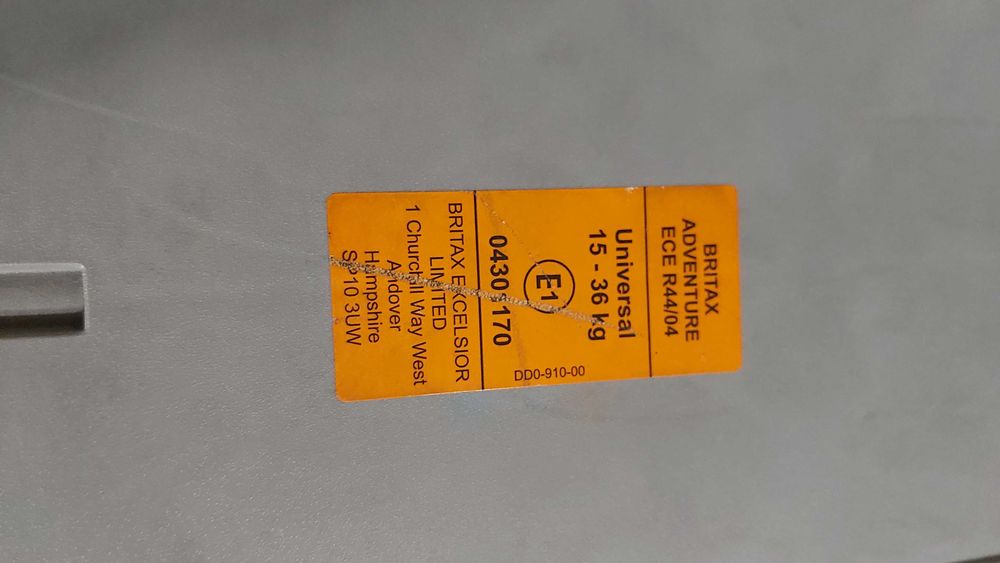 BRITAX
ADVENTURE
ECE R44/04
Universal
15 - 36 kg
E1
170
DD0-910-00
BRITAX EXCELSIOR
LIMITED
1 Churchill Way West
Andover
Hampshire
SP10 3UW